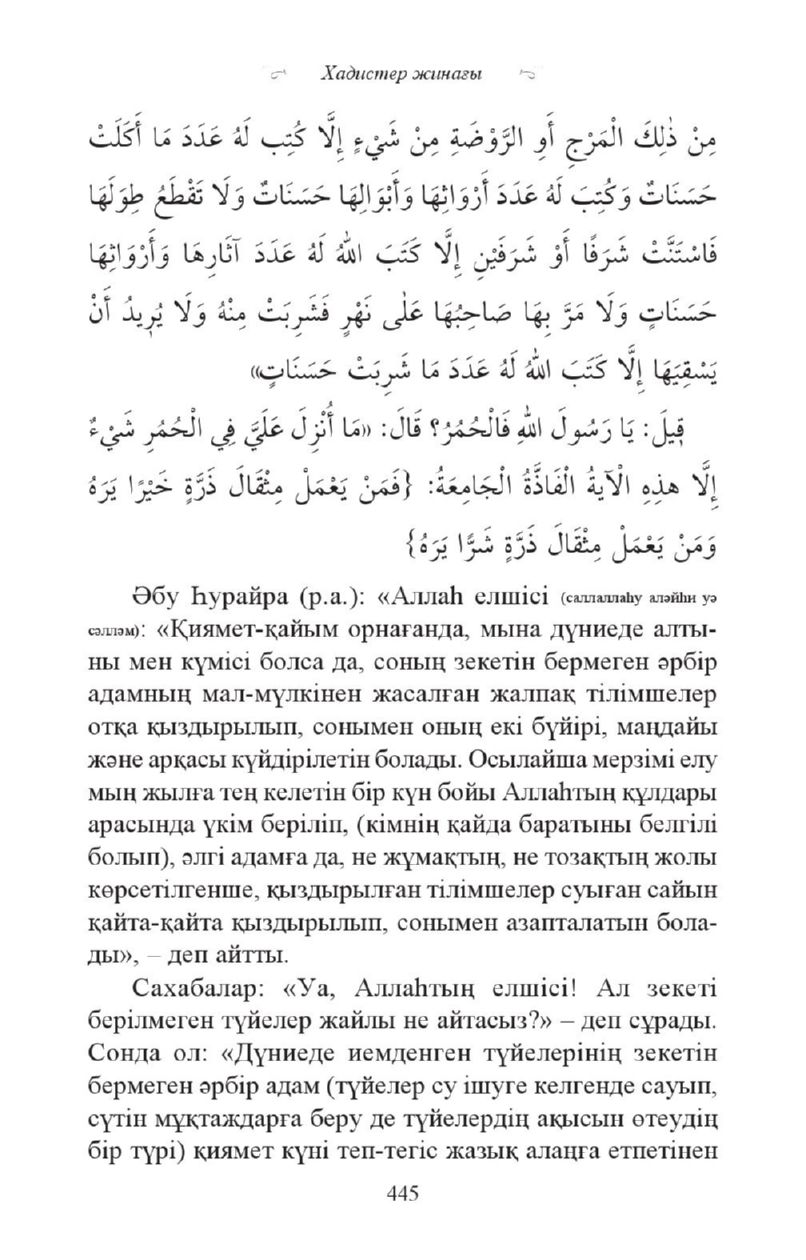 Хадистер жинағы
مِنْ ذٰلِكَ الْمَرْجِ أَوِ الرَّوْضَةِ مِنْ شَيْءٍ إِلَّا كُتِب لَهُ عَدَدَ مَا أَكَلَتْ
حَسَنَاتٌ وَكُتِبَ لَهُ عَدَدَ أَرْوَاثِهَا وَأَبْوَالِهَا حَسَنَاتٌ وَلَا تَقْطَعُ طِوَلَهَا
فَاسْتَنَّتْ شَرَفًا أَوْ شَرَفَيْنِ إِلَّا كَتَبَ اللهُ لَهُ عَدَدَ آثَارِهَا وَأَرْوَاثِهَا
حَسَنَاتٍ وَلَا مَرَّ بِهَا صَاحِبُهَا عَلٰى نَهْرٍ فَشَرِبَتْ مِنْهُ وَلَا يُرِيدُ أَنْ
يَسْقِيَهَا إِلَّا كَتَبَ اللهُ لَهُ عَدَدَ مَا شَرِبَتْ حَسَنَاتٍ»
قِيلَ: يَا رَسُولَ اللهِ فَالْحُمُرُ؟ قَالَ: «مَا أُنْزِلَ عَلَيَّ فِي الْحُمُرِ شَيْءٌ
إِلَّا هذِهِ الْآيةُ الْفَاذَّةُ الْجَامِعَةُ: {فَمَنْ يَعْمَلْ مِثْقَالَ ذَرَّةٍ خَيْرًا يَرَهُ
وَمَنْ يَعْمَلْ مِثْقَالَ ذَرَّةٍ شَرًّا يَرَهُ}
Әбу Һурайра (р.а.): «Аллаһ елшісі (саллаллаһу аләйһи уә
сәлләм): «Қиямет-қайым орнағанда, мына дүниеде алты-
ны мен күмісі болса да, соның зекетін бермеген әрбір
адамның мал-мүлкінен жасалған жалпақ тілімшелер
отқа қыздырылып, сонымен оның екі бүйірі, маңдайы
және арқасы күйдірілетін болады. Осылайша мерзімі елу
мың жылға тең келетін бір күн бойы Аллаһтың құлдары
арасында үкім беріліп, (кімнің қайда баратыны белгілі
болып), әлгі адамға да, не жұмақтың, не тозақтың жолы
көрсетілгенше, қыздырылған тілімшелер суыған сайын
қайта-қайта қыздырылып, сонымен азапталатын бола-
ды», – деп айтты.
Сахабалар: «Уа, Аллаһтың елшісі! Ал зекеті
берілмеген түйелер жайлы не айтасыз?» – деп сұрады.
Сонда ол: «Дүниеде иемденген түйелерінің зекетін
бермеген әрбір адам (түйелер су ішуге келгенде сауып,
сүтін мұқтаждарға беру де түйелердің ақысын өтеудің
бір түрі) қиямет күні теп-тегіс жазық алаңға етпетінен
445